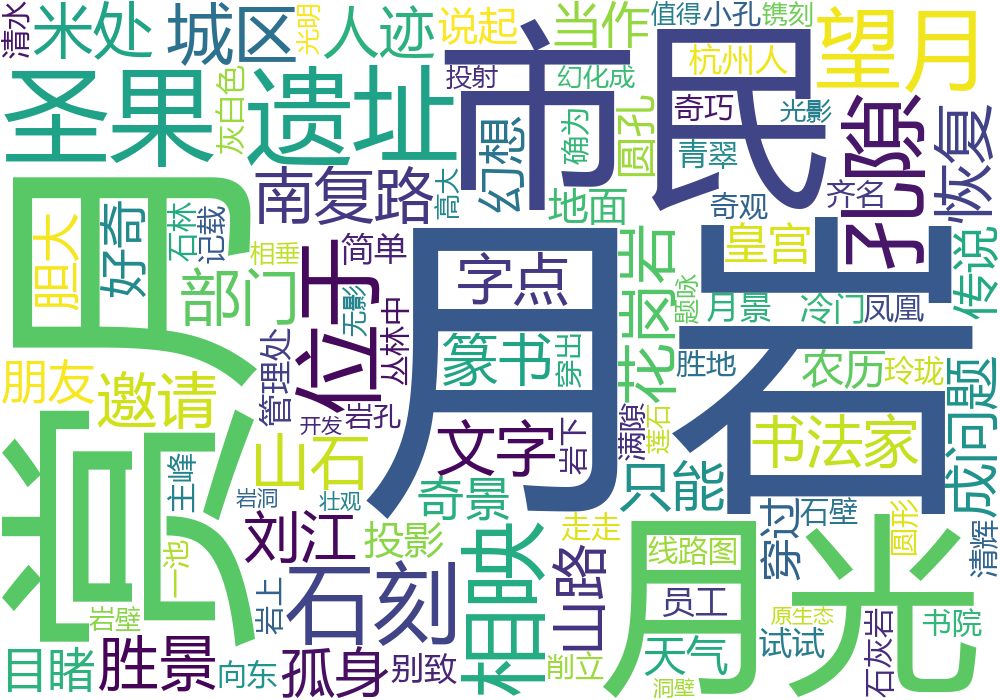 清水
米处
城区
光明
人迹
说起
当作
值得
小孔
镌刻
望月
圣果
遗址
灰白色
投射
市民
幻化成
杭州人
奇巧
光影
孔隙
恢复
幻想
确为
圆孔
青翠
南复路
高大
地面
奇观
齐名
赏月
胆大
好奇
石林
记载
相垂
部门
位于
简单
无影
丛林中
月岩
字点
花岗岩
皇宫
题咏
月景
冷门
凤凰
传说
朋友
邀请
管理处
岩孔
开发
篆书
穿出
胜地
农历
玲珑
成问题
山石
文字
岩下
满隙
莲石
书法家
主峰
岩洞
壮观
奇景
只能
月光
刘江
投影
相映
走走
山路
线路图
穿过
石壁
圆形
清辉
一池
岩壁
岩上
石刻
员工
原生态
目睹
胜景
向东
孤身
别致
削立
天气
洞壁
试试
石灰岩
书院